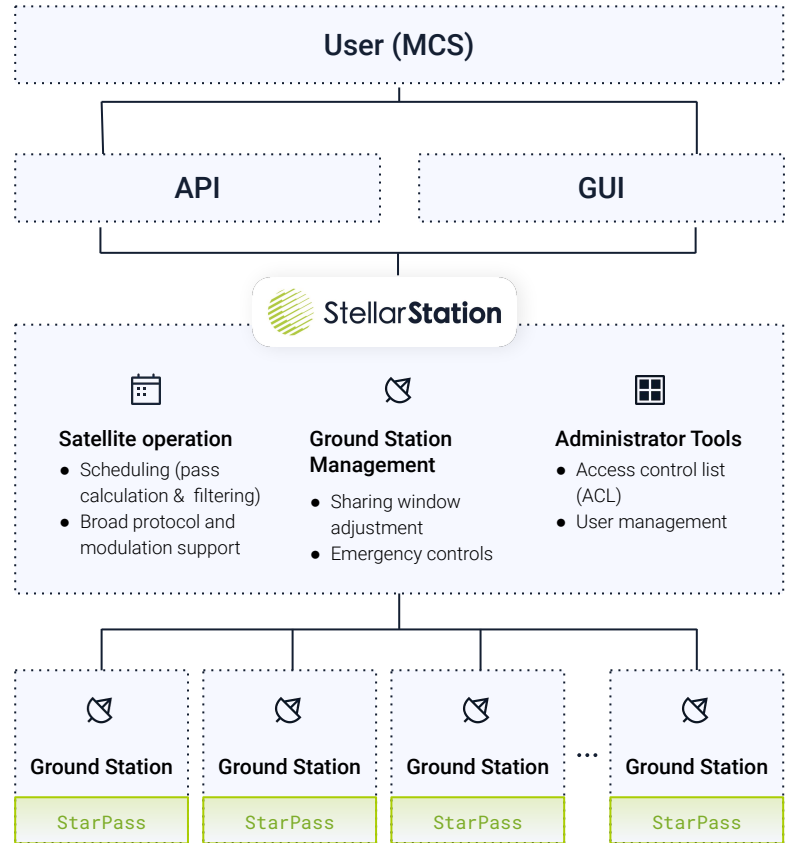 User (MCS)
API
GUI
StellarStation
Satellite operation
● Scheduling (pass
calculation & filtering)
● Broad protocol and
modulation support
Ground Station
Management
● Sharing window
adjustment
● Emergency controls
Administrator Tools
● Access control list
(ACL)
● User management
Ground Station
StarPass
Ground Station
StarPass
Ground Station
StarPass
...
Ground Station
StarPass